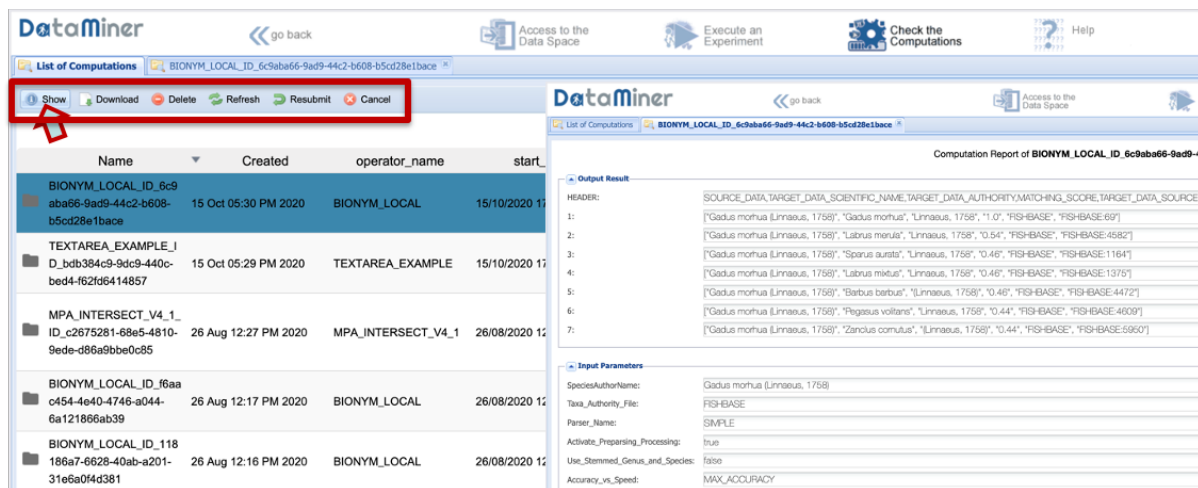 DataMiner
go back
Access to the
Data Space
Execute an
Experiment
Check the
Computations
Help
List of Computations
BIONYM_LOCAL_ID_6c9aba66-9ad9-44c2-b608-b5cd28e1bace
Show Download Delete Refresh Resubmit Cancel
Name Created operator_name start_
BIONYM_LOCAL_ID_6c9
aba66-9ad9-44c2-b608-
b5cd28e1bace
15 Oct 05:30 PM 2020 BIONYM_LOCAL 15/10/2020 17
TEXTAREA_EXAMPLE_I
D_bdb384c9-9dc9-440c-
bed4-f62fd6414857
15 Oct 05:29 PM 2020 TEXTAREA_EXAMPLE 15/10/2020 17
MPA_INTERSECT_V4_1_
ID_c2675281-68e5-4810-
9ede-d86a9bbe0c85
26 Aug 12:27 PM 2020 MPA_INTERSECT_V4_1 26/08/2020 12
BIONYM_LOCAL_ID_f6aa
c454-4e40-4746-a044-
6a121866ab39
26 Aug 12:17 PM 2020 BIONYM_LOCAL 26/08/2020 12
BIONYM_LOCAL_ID_118
186a7-6628-40ab-a201-
31e6a0f4d381
26 Aug 12:16 PM 2020 BIONYM_LOCAL 26/08/2020 12
DataMiner
go back
Access to the
Data Space
List of Computations
BIONYM_LOCAL_ID_6c9aba66-9ad9-44c2-b608-b5cd28e1bace
Computation Report of BIONYM_LOCAL_ID_6c9aba66-9ad9-4
Output Result
HEADER: SOURCE_DATA,TARGET_DATA_SCIENTIFIC_NAME,TARGET_DATA_AUTHORITY,MATCHING_SCORE,TARGET_DATA_SOURCE
1: ["Gadus morhua (Linnaeus, 1758)", "Gadus morhua", "Linnaeus, 1758", "1.0", "FISHBASE", "FISHBASE:69"]
2: ["Gadus morhua (Linnaeus, 1758)", "Labrus merula", "Linnaeus, 1758", "0.54", "FISHBASE", "FISHBASE:4582"]
3: ["Gadus morhua (Linnaeus, 1758)", "Sparus aurata", "Linnaeus, 1758", "0.46", "FISHBASE", "FISHBASE:1164"]
4: ["Gadus morhua (Linnaeus, 1758)", "Labrus mixtus", "Linnaeus, 1758", "0.46", "FISHBASE", "FISHBASE:1375"]
5: ["Gadus morhua (Linnaeus, 1758)", "Barbus barbus", "(Linnaeus, 1758)", "0.46", "FISHBASE", "FISHBASE:4472"]
6: ["Gadus morhua (Linnaeus, 1758)", "Pegasus volitans", "Linnaeus, 1758", "0.44", "FISHBASE", "FISHBASE:4609"]
7: ["Gadus morhua (Linnaeus, 1758)", "Zanclus cornutus", "(Linnaeus, 1758)", "0.44", "FISHBASE", "FISHBASE:5950"]
Input Parameters
SpeciesAuthorName: Gadus morhua (Linnaeus, 1758)
Taxa_Authority_File: FISHBASE
Parser_Name: SIMPLE
Activate_Preparsing_Processing: true
Use_Stemmed_Genus_and_Species: false
Accuracy_vs_Speed: MAX_ACCURACY